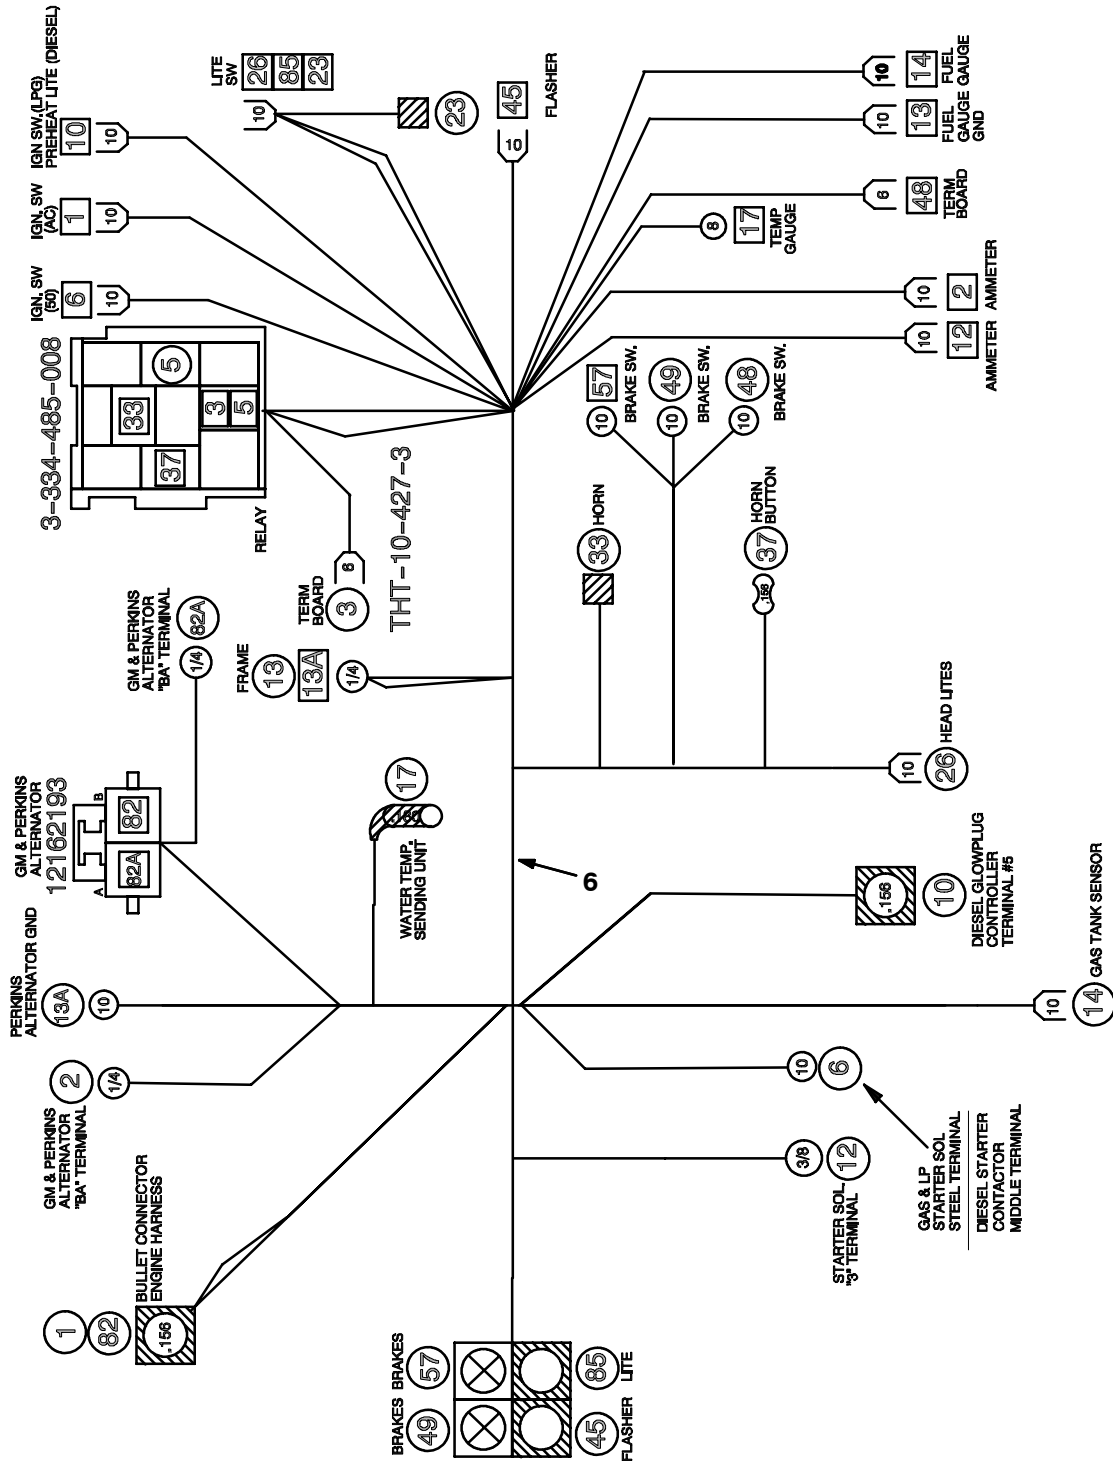 3-334-485-008
RELAY
37
33
5
3
5
IGN. SW
(50)
6
10
IGN. SW
(AC)
1
10
IGN SW.(LPG)
PREHEAT LITE (DIESEL)
10
10
LITE
SW
26
85
23
10
23
45
FLASHER
10
10
14
FUEL
GAUGE
10
13
FUEL
GAUGE
GND
6
48
TERM
BOARD
8
17
TEMP
GAUGE
10
2
AMMETER
10
12
AMMETER
57
BRAKE SW.
10
49
BRAKE SW.
10
48
BRAKE SW.
10
33
HORN
37
HORN
BUTTON
.156
TERM
BOARD
3
6
THT-10-427-3
GM & PERKINS
ALTERNATOR
"BA" TERMINAL
82A
1/4
FRAME
13
13A
1/4
GM & PERKINS
ALTERNATOR
12162193
A
B
82A
82
17
.180
WATER TEMP.
SENDING UNIT
6
10
26
HEAD LITES
.156
10
DIESEL GLOWPLUG
CONTROLLER
TERMINAL #5
PERKINS
ALTERNATOR GND
13A
10
10
14
GAS TANK SENSOR
GM & PERKINS
ALTERNATOR
"BA" TERMINAL
2
1/4
10
6
GAS & LP
STARTER SOL
STEEL TERMINAL
DIESEL STARTER
CONTACTOR
MIDDLE TERMINAL
3/8
12
STARTER SOL.
"3" TERMINAL
1
82
.156
BULLET CONNECTOR
ENGINE HARNESS
BRAKES
BRAKES
49
57
45
85
FLASHER
LITE